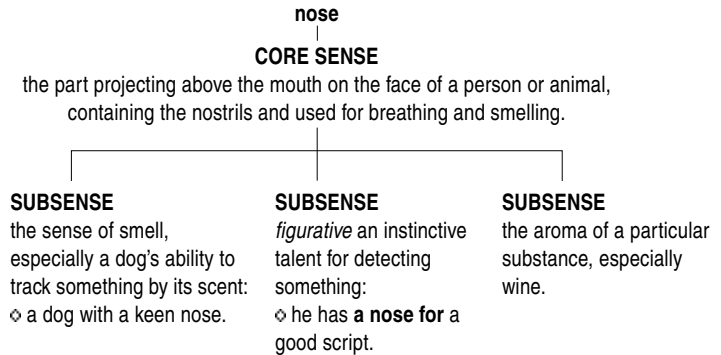 nose
CORE SENSE
the part projecting above the mouth on the face of a person or animal,
containing the nostrils and used for breathing and smelling.
SUBSENSE
the sense of smell,
especially a dog’s ability to
track something by its scent:
❖ a dog with a keen nose.
SUBSENSE
figurative an instinctive
talent for detecting
something:
❖ he has a nose for a
good script.
SUBSENSE
the aroma of a particular
substance, especially
wine.